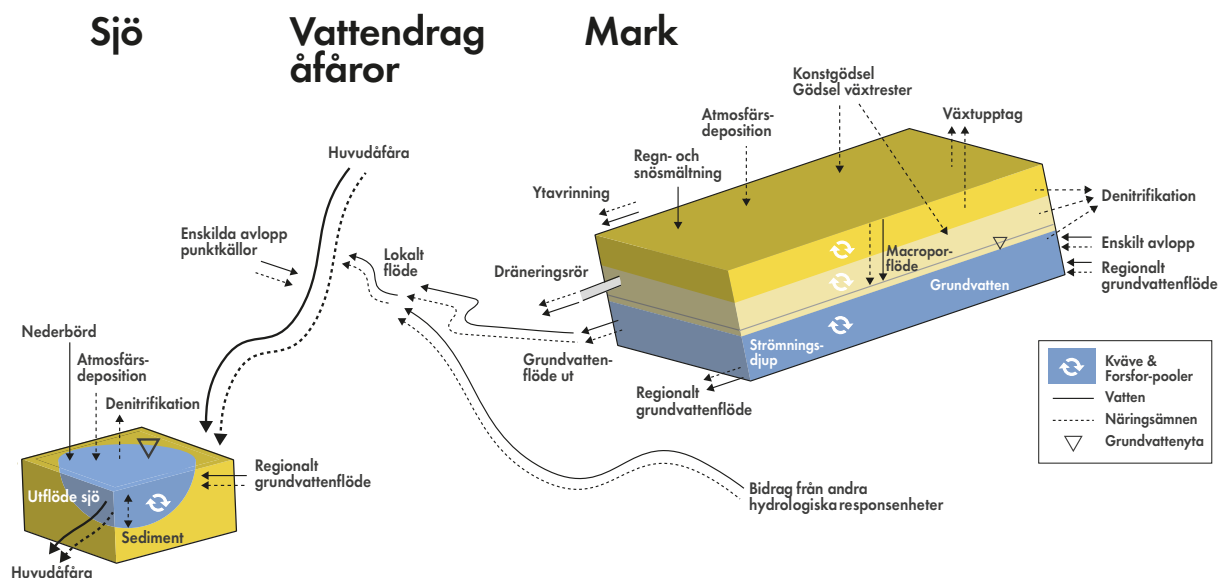 Sjö
Vattendrag
åfåror
Mark
Konstgödsel
Gödsel växtrester
Atmosfärs-
deposition
Växtupptag
Huvudåfåra
Regn- och
snösmältning
Ytavrinning
Denitrifikation
Enskilda avlopp
punktkällor
Lokalt
flöde
Dräneringsrör
Macropor-
flöde
Enskilt avlopp
Grundvatten
Regionalt
grundvattenflöde
Nederbörd
Atmosfärs-
deposition
Denitrifikation
Grundvatten-
flöde ut
Strömnings-
djup
Regionalt
grundvattenflöde
Kväve &
Forsfor-pooler
Vatten
Näringsämnen
Grundvattenyta
Regionalt
grundvattenflöde
Utflöde sjö
Sediment
Bidrag från andra
hydrologiska responsenheter
Huvudåfåra